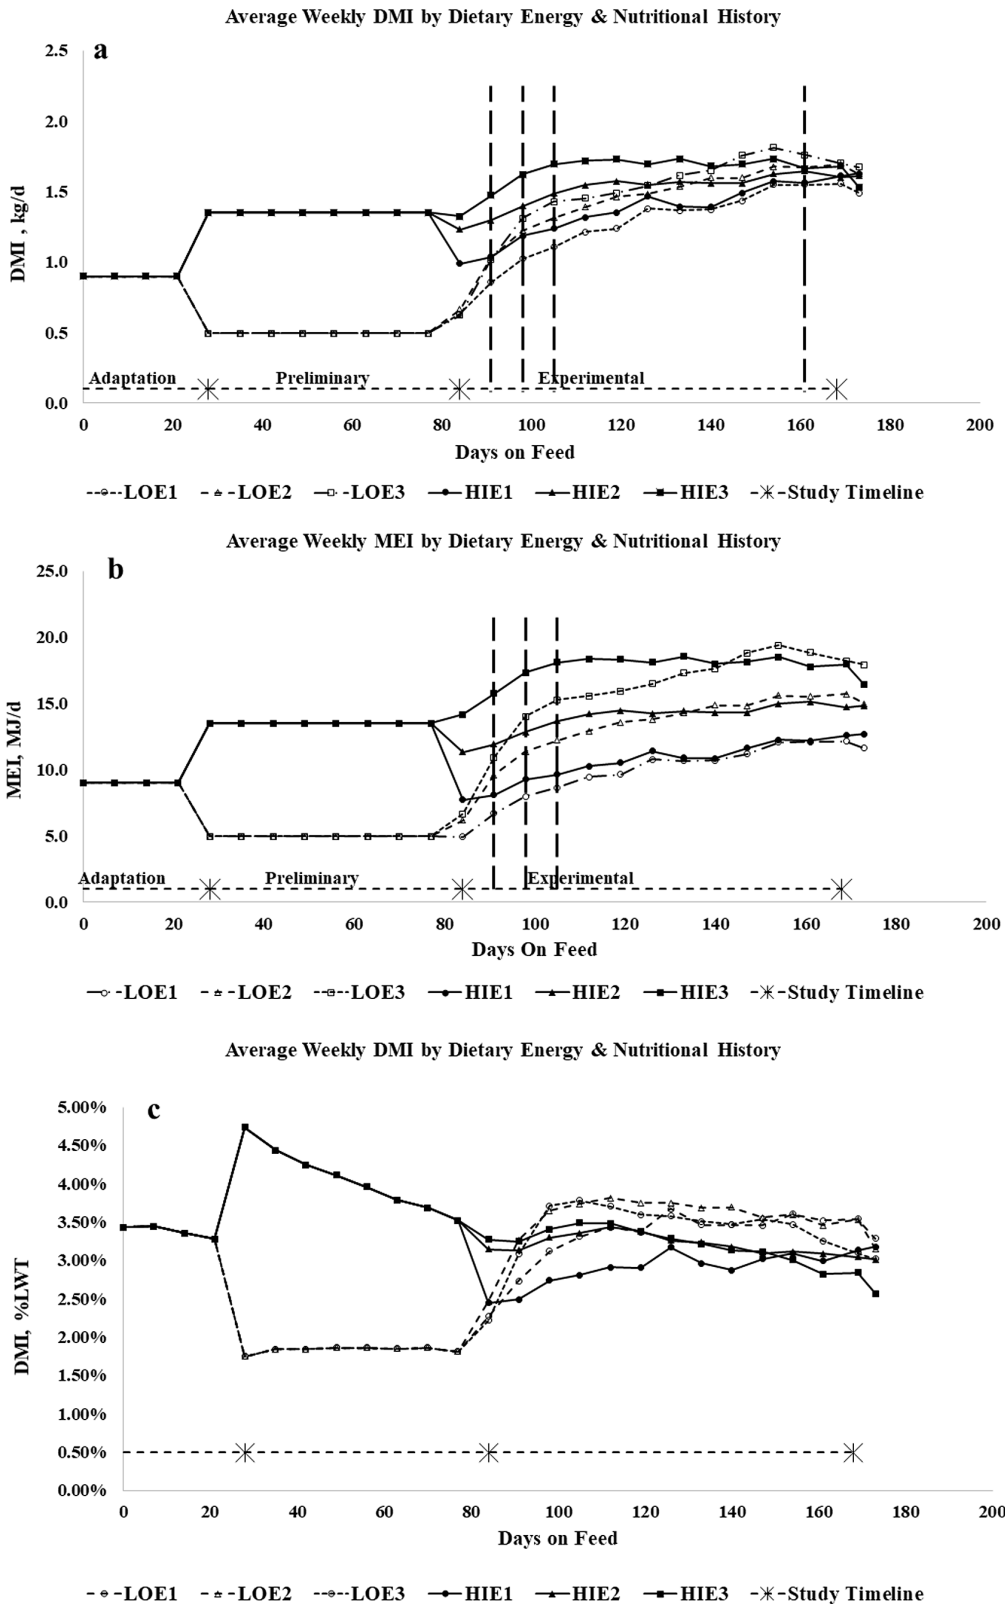 Average Weekly DMI by Dietary Energy & Nutritional History
a
2.5
2.0
1.5
1.0
0.5
0.0
DMI , kg/d
Adaptation Preliminary Experimental
0 20 40 60 80 100 120 140 160 180 200
Days on Feed
LOE1 LOE2 LOE3 HIE1 HIE2 HIE3 Study Timeline
Average Weekly MEI by Dietary Energy & Nutritional History
b
25.0
20.0
15.0
10.0
5.0
0.0
MEI, MJ/d
Adaptation Preliminary Experimental
0 20 40 60 80 100 120 140 160 180 200
Days On Feed
LOE1 LOE2 LOE3 HIE1 HIE2 HIE3 Study Timeline
Average Weekly DMI by Dietary Energy & Nutritional History
c
5.00%
4.50%
4.00%
3.50%
3.00%
2.50%
2.00%
1.50%
1.00%
0.50%
0.00%
DMI, %LWT
0 20 40 60 80 100 120 140 160 180 200
Days on Feed
LOE1 LOE2 LOE3 HIE1 HIE2 HIE3 Study Timeline